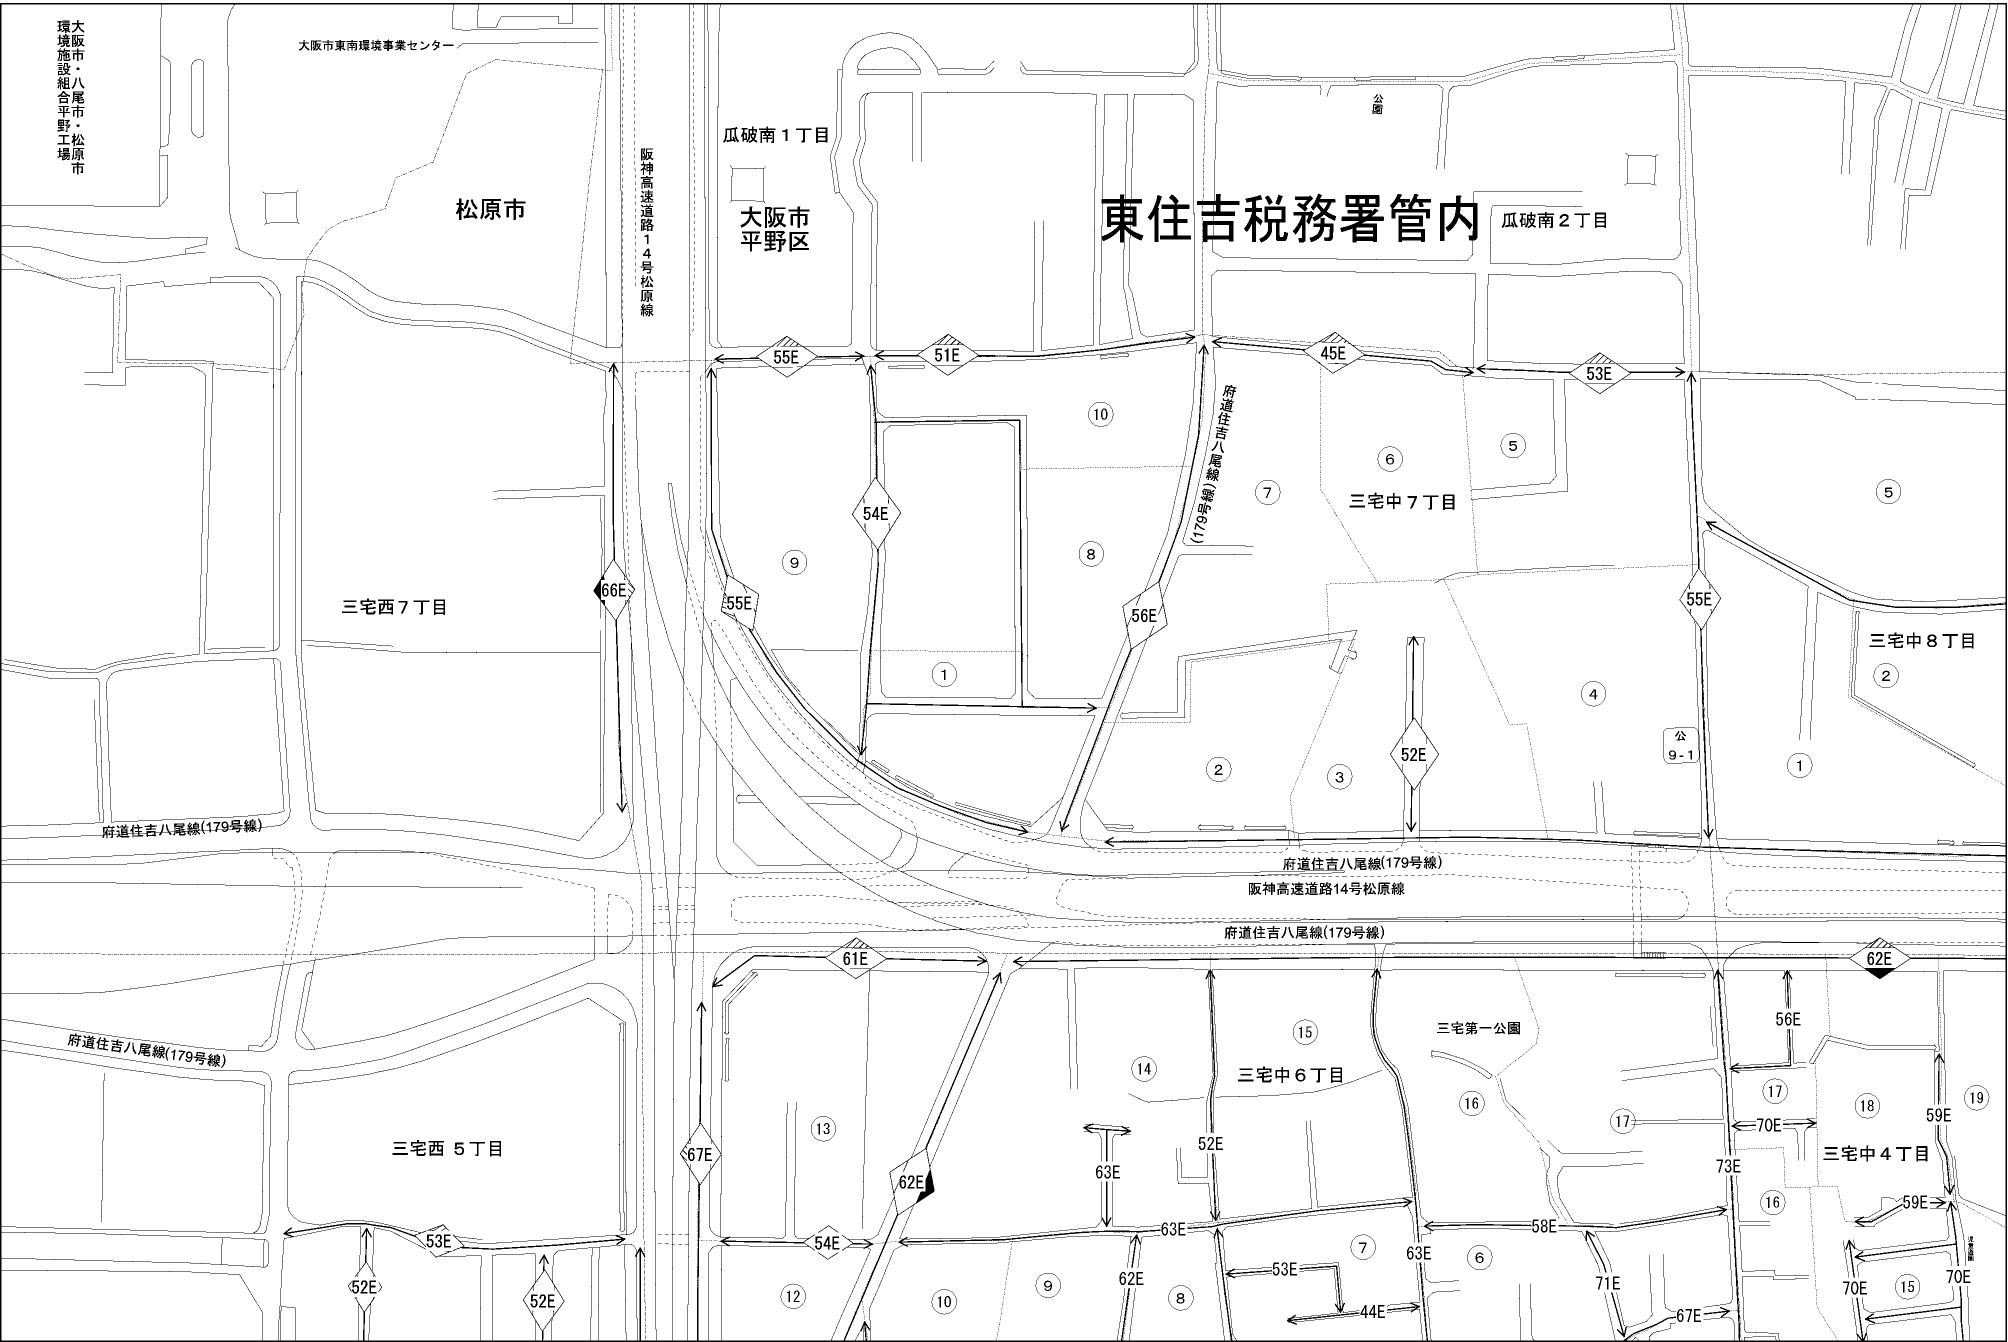 大阪市・八尾市・松原市
環境施設組合平野工場
大阪市東南環境事業センター
松原市
阪神高速道路14号松原線
瓜破南1丁目
大阪市
平野区
公園
東住吉税務署管内
瓜破南2丁目
55E
51E
45E
53E
府道住吉八尾線
(179号線)
10
7
6
5
三宅中7丁目
5
54E
9
8
66E
三宅西7丁目
55E
56E
55E
三宅中8丁目
2
1
4
公
9-1
52E
2
3
1
府道住吉八尾線(179号線)
府道住吉八尾線(179号線)
阪神高速道路14号松原線
府道住吉八尾線(179号線)
61E
62E
府道住吉八尾線(179号線)
15
三宅第一公園
56E
14
三宅中6丁目
16
17
17
18
19
59E
70E
三宅中4丁目
13
三宅西 5丁目
67E
62E
63E
52E
73E
16
59E
53E
54E
63E
58E
63E
7
6
52E
52E
12
10
9
62E
8
53E
44E
71E
67E
70E
15
70E